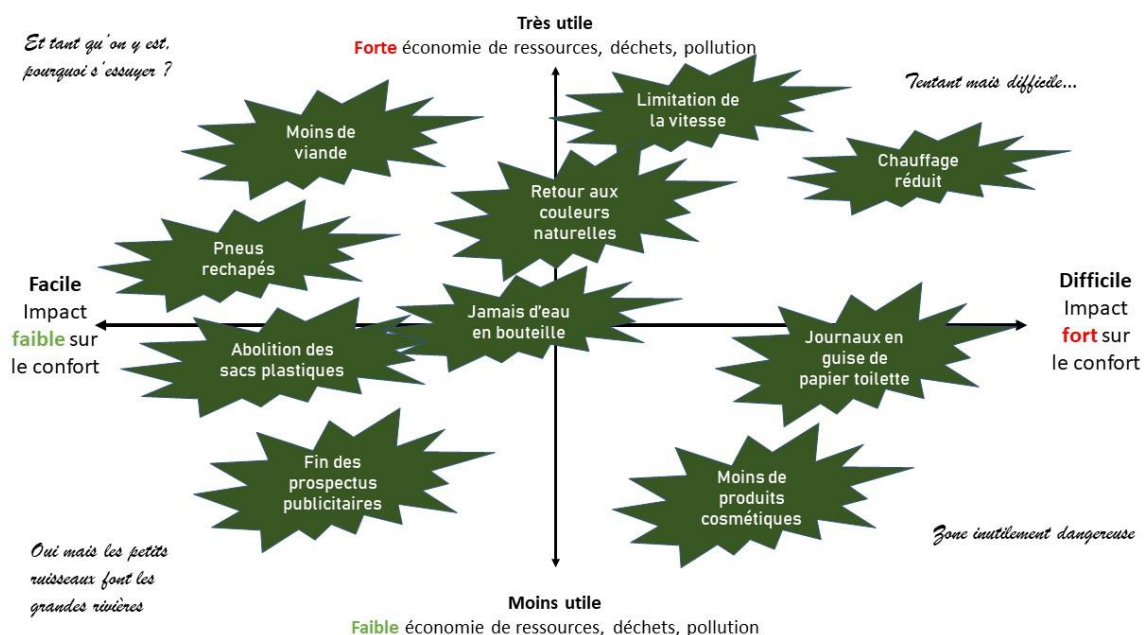 Très utile
Forte économie de ressources, déchets, pollution
Et tant qu'on y est,
pourquoi s'essuyer ?
Tentant mais difficile...
Moins de
viande
Limitation de
la vitesse
Chauffage
réduit
Retour aux
couleurs
naturelles
Pneus
rechapés
Facile
Impact
faible sur
le confort
Jamais d'eau
en bouteille
Difficile
Impact
fort sur
le confort
Abolition des
sacs plastiques
Journaux en
guise de
papier toilette
Fin des
prospectus
publicitaires
Moins de
produits
cosmétiques
Oui mais les petits
ruisseaux font les
grandes rivières
Zone inutilement dangereuse
Moins utile
Faible économie de ressources, déchets, pollution